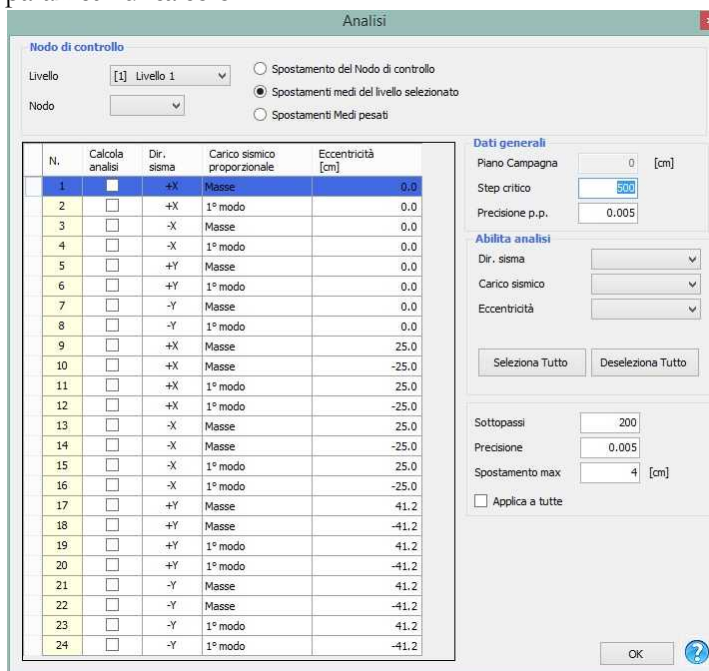 Analisi
Nodo di controllo
Livello [1] Livello 1
Nodo
Spostamento del Nodo di controllo
Spostamenti medi del livello selezionato
Spostamenti Medi pesati
N. Calcola analisi Dir. sisma Carico sismico proporzionale Eccentricità [cm]
1 +X Masse 0.0
2 +X 1° modo 0.0
3 -X Masse 0.0
4 -X 1° modo 0.0
5 +Y Masse 0.0
6 +Y 1° modo 0.0
7 -Y Masse 0.0
8 -Y 1° modo 0.0
9 +X Masse 25.0
10 +X Masse -25.0
11 +X 1° modo 25.0
12 +X 1° modo -25.0
13 -X Masse 25.0
14 -X Masse -25.0
15 -X 1° modo 25.0
16 -X 1° modo -25.0
17 +Y Masse 41.2
18 +Y Masse -41.2
19 +Y 1° modo 41.2
20 +Y 1° modo -41.2
21 -Y Masse 41.2
22 -Y Masse -41.2
23 -Y 1° modo 41.2
24 -Y 1° modo -41.2
Dati generali
Piano Campagna 0 [cm]
Step critico 500
Precisione p.p. 0.005
Abilita analisi
Dir. sisma
Carico sismico
Eccentricità
Seleziona Tutto Deseleziona Tutto
Sottopassi 200
Precisione 0.005
Spostamento max 4 [cm]
Applica a tutte
OK